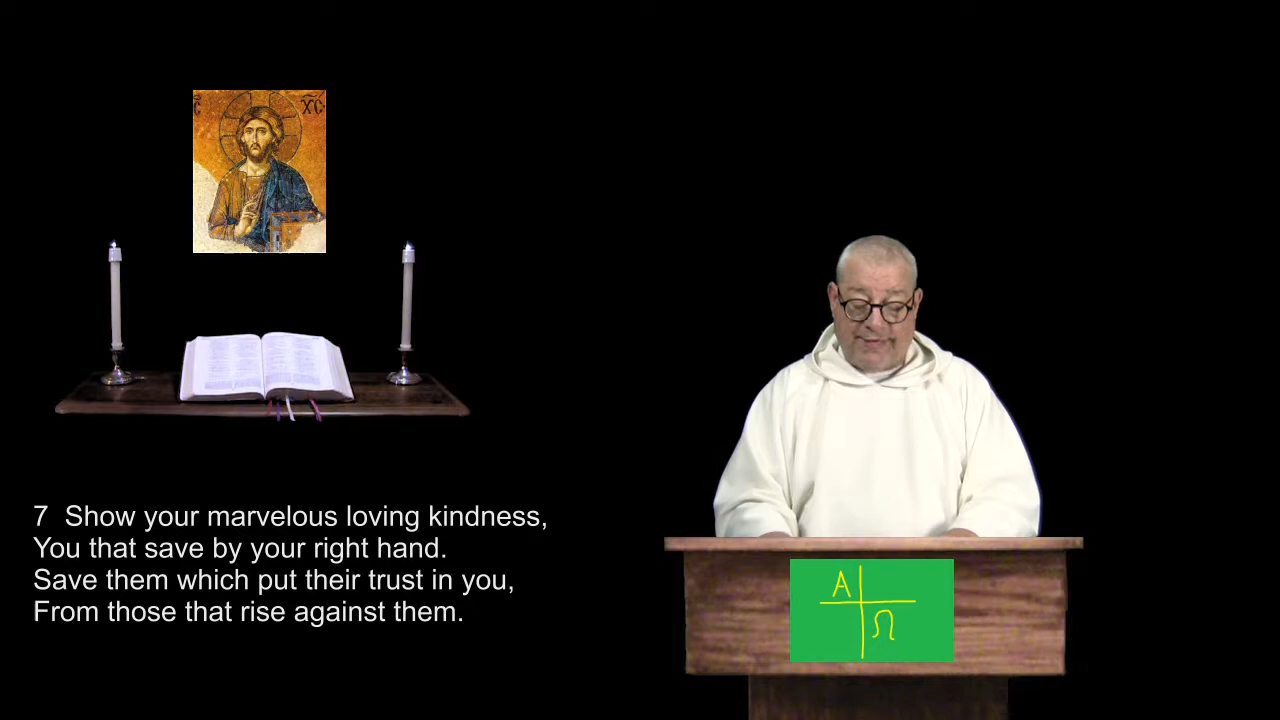 C
XC
7 Show your marvelous loving kindness,
You that save by your right hand.
Save them which put their trust in you,
From those that rise against them.
A
Ω